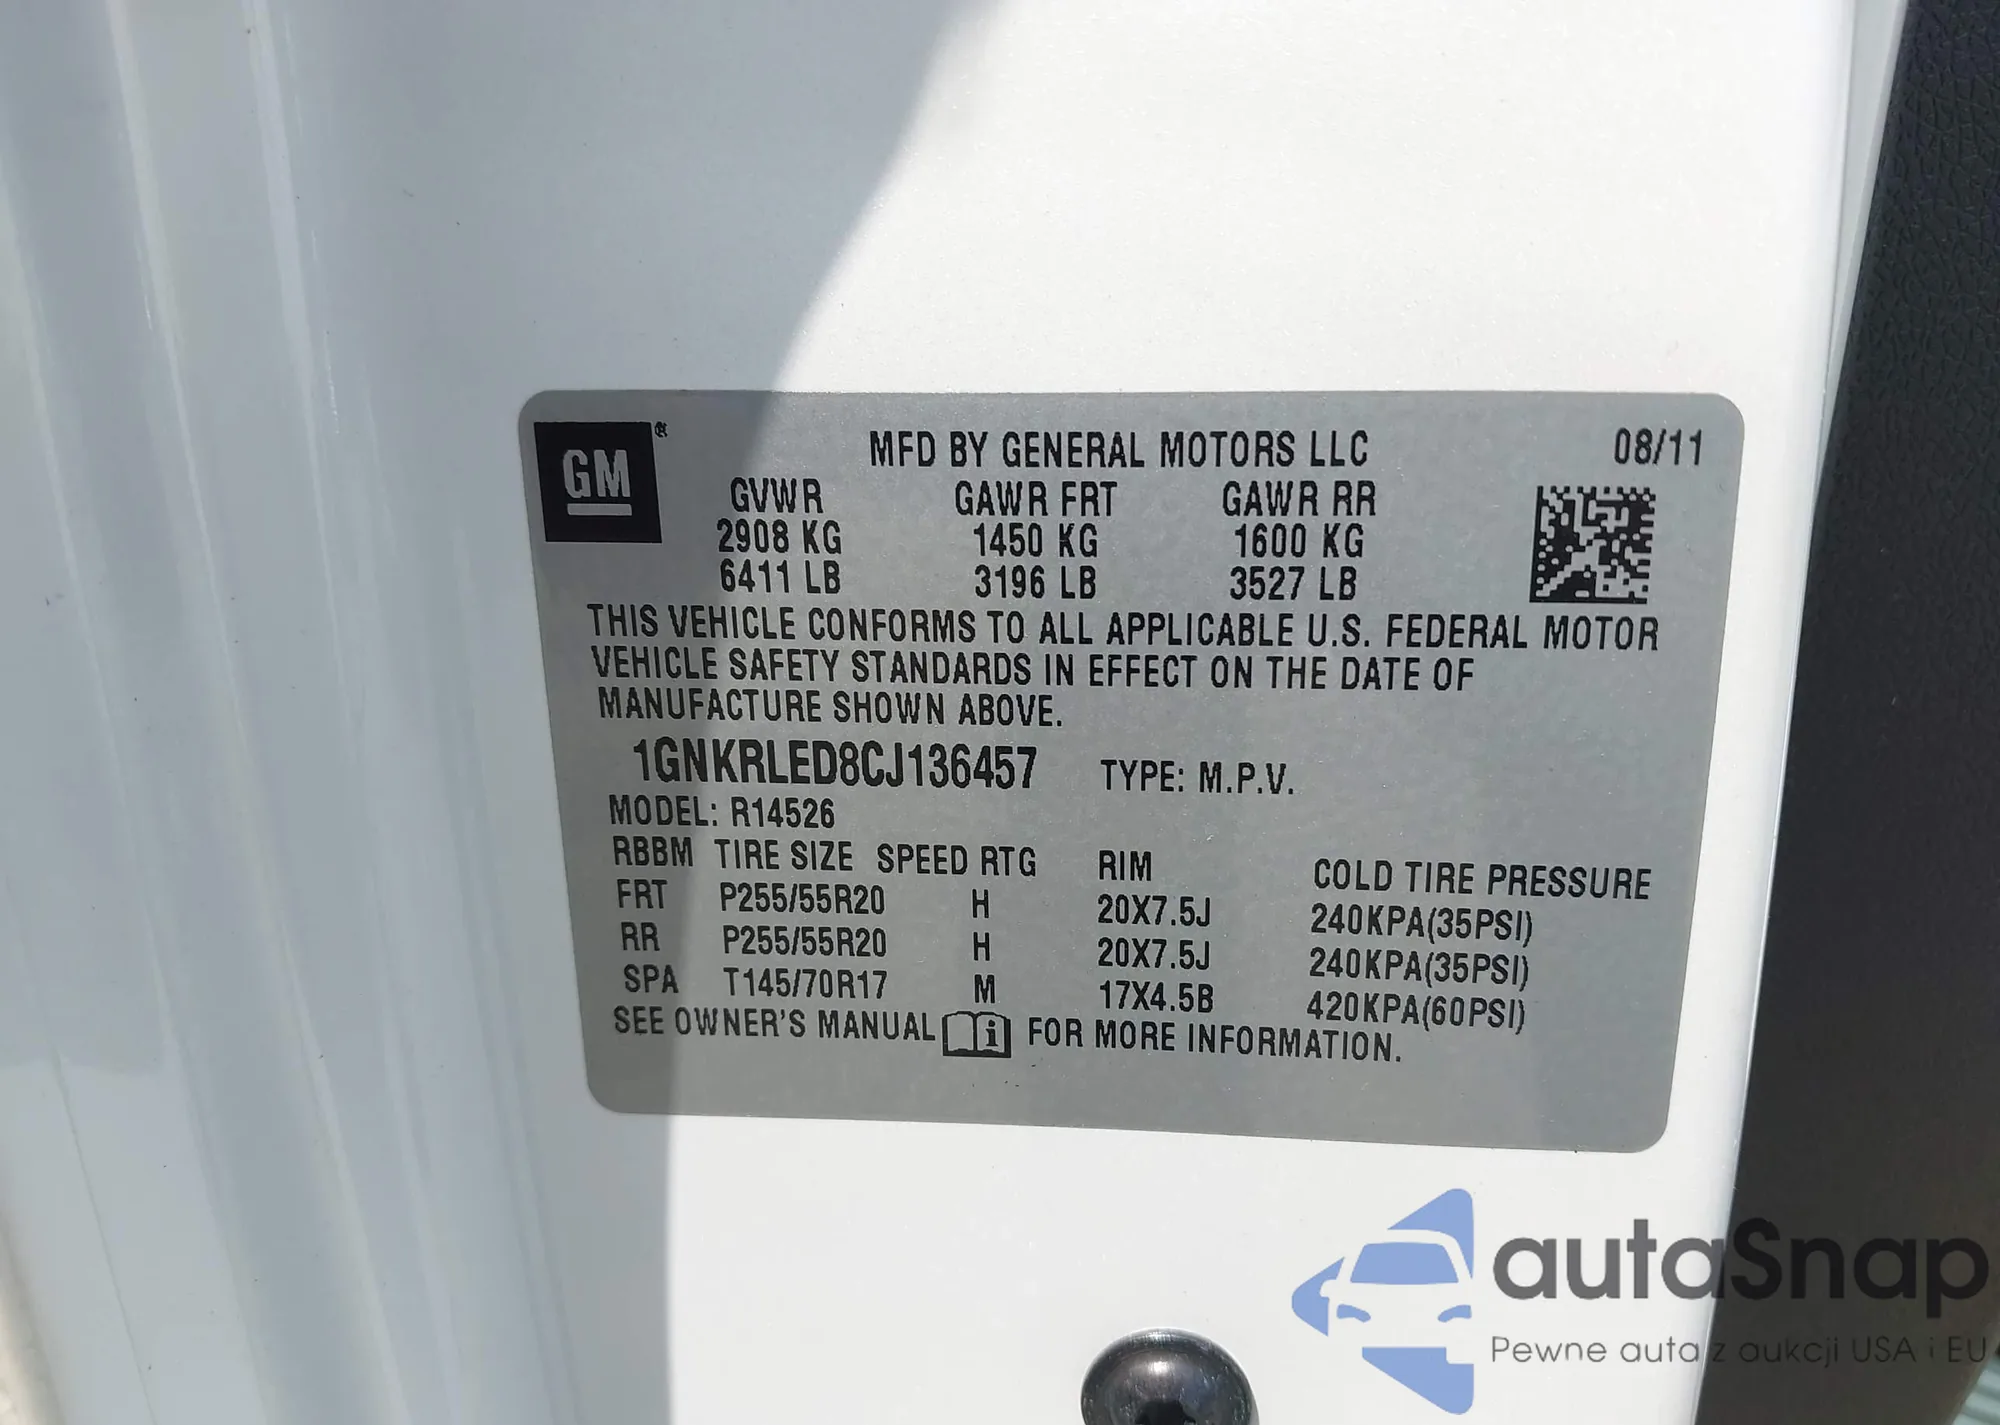 GM®
MFD BY GENERAL MOTORS LLC 08/11
GVWR GAWR FRT GAWR RR
2908 KG 1450 KG 1600 KG
6411 LB 3196 LB 3527 LB
THIS VEHICLE CONFORMS TO ALL APPLICABLE U.S. FEDERAL MOTOR
VEHICLE SAFETY STANDARDS IN EFFECT ON THE DATE OF
MANUFACTURE SHOWN ABOVE.
1GNKRLED8CJ136457 TYPE: M.P.V.
MODEL: R14526
RBBM TIRE SIZE SPEED RTG RIM COLD TIRE PRESSURE
FRT P255/55R20 H 20X7.5J 240KPA(35PSI)
RR P255/55R20 H 20X7.5J 240KPA(35PSI)
SPA T145/70R17 M 17X4.5B 420KPA(60PSI)
SEE OWNER'S MANUAL i FOR MORE INFORMATION.
autaSnap
Pewne auta z aukcji USA i EU